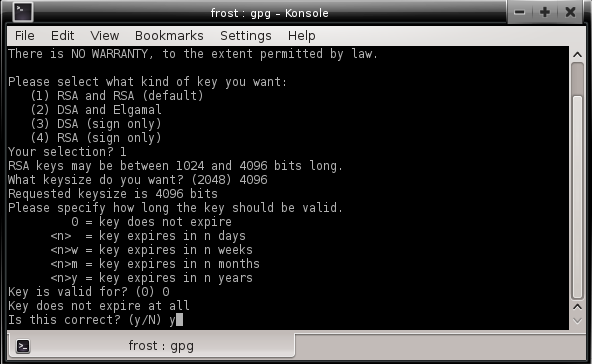 frost : gpg – Konsole
File Edit View Bookmarks Settings Help
There is NO WARRANTY, to the extent permitted by law.
Please select what kind of key you want:
(1) RSA and RSA (default)
(2) DSA and Elgamal
(3) DSA (sign only)
(4) RSA (sign only)
Your selection? 1
RSA keys may be between 1024 and 4096 bits long.
What keysize do you want? (2048) 4096
Requested keysize is 4096 bits
Please specify how long the key should be valid.
0 = key does not expire
<n>  = key expires in n days
<n>w = key expires in n weeks
<n>m = key expires in n months
<n>y = key expires in n years
Key is valid for? (0) 0
Key does not expire at all
Is this correct? (y/N) y
frost : gpg